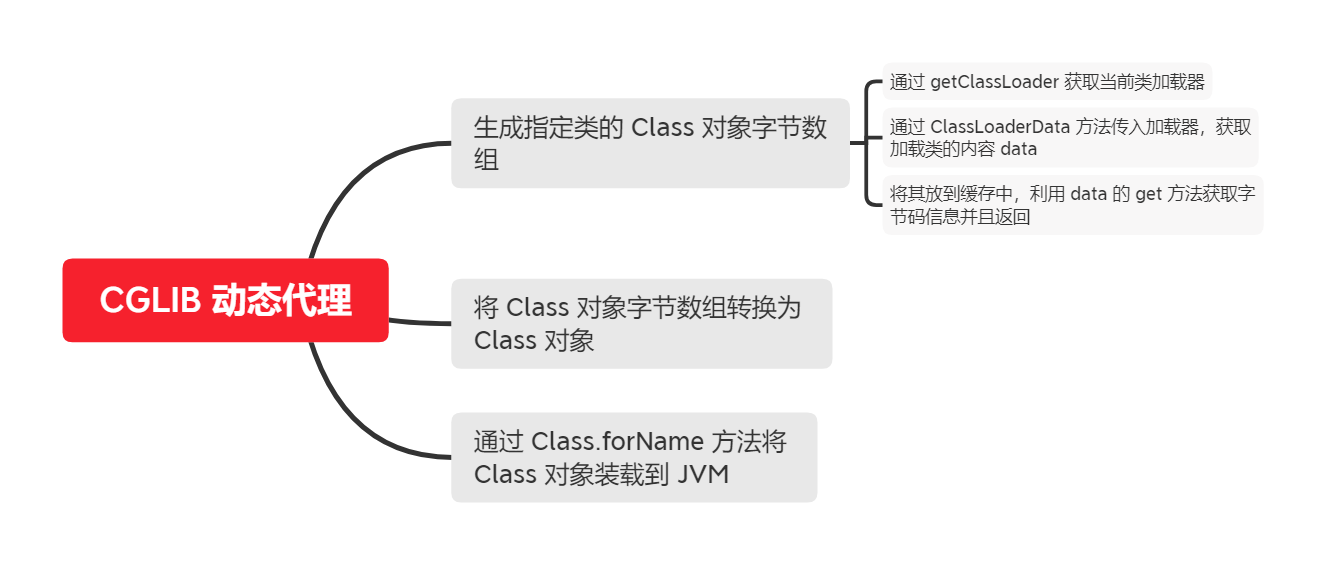 CGLIB 动态代理
生成指定类的 Class 对象字节数
组
通过 getClassLoader 获取当前类加载器
通过 ClassLoaderData 方法传入加载器，获取
加载类的内容 data
将其放到缓存中，利用 data 的 get 方法获取字
节码信息并且返回
将 Class 对象字节数组转换为
Class 对象
通过 Class.forName 方法将
Class 对象装载到 JVM